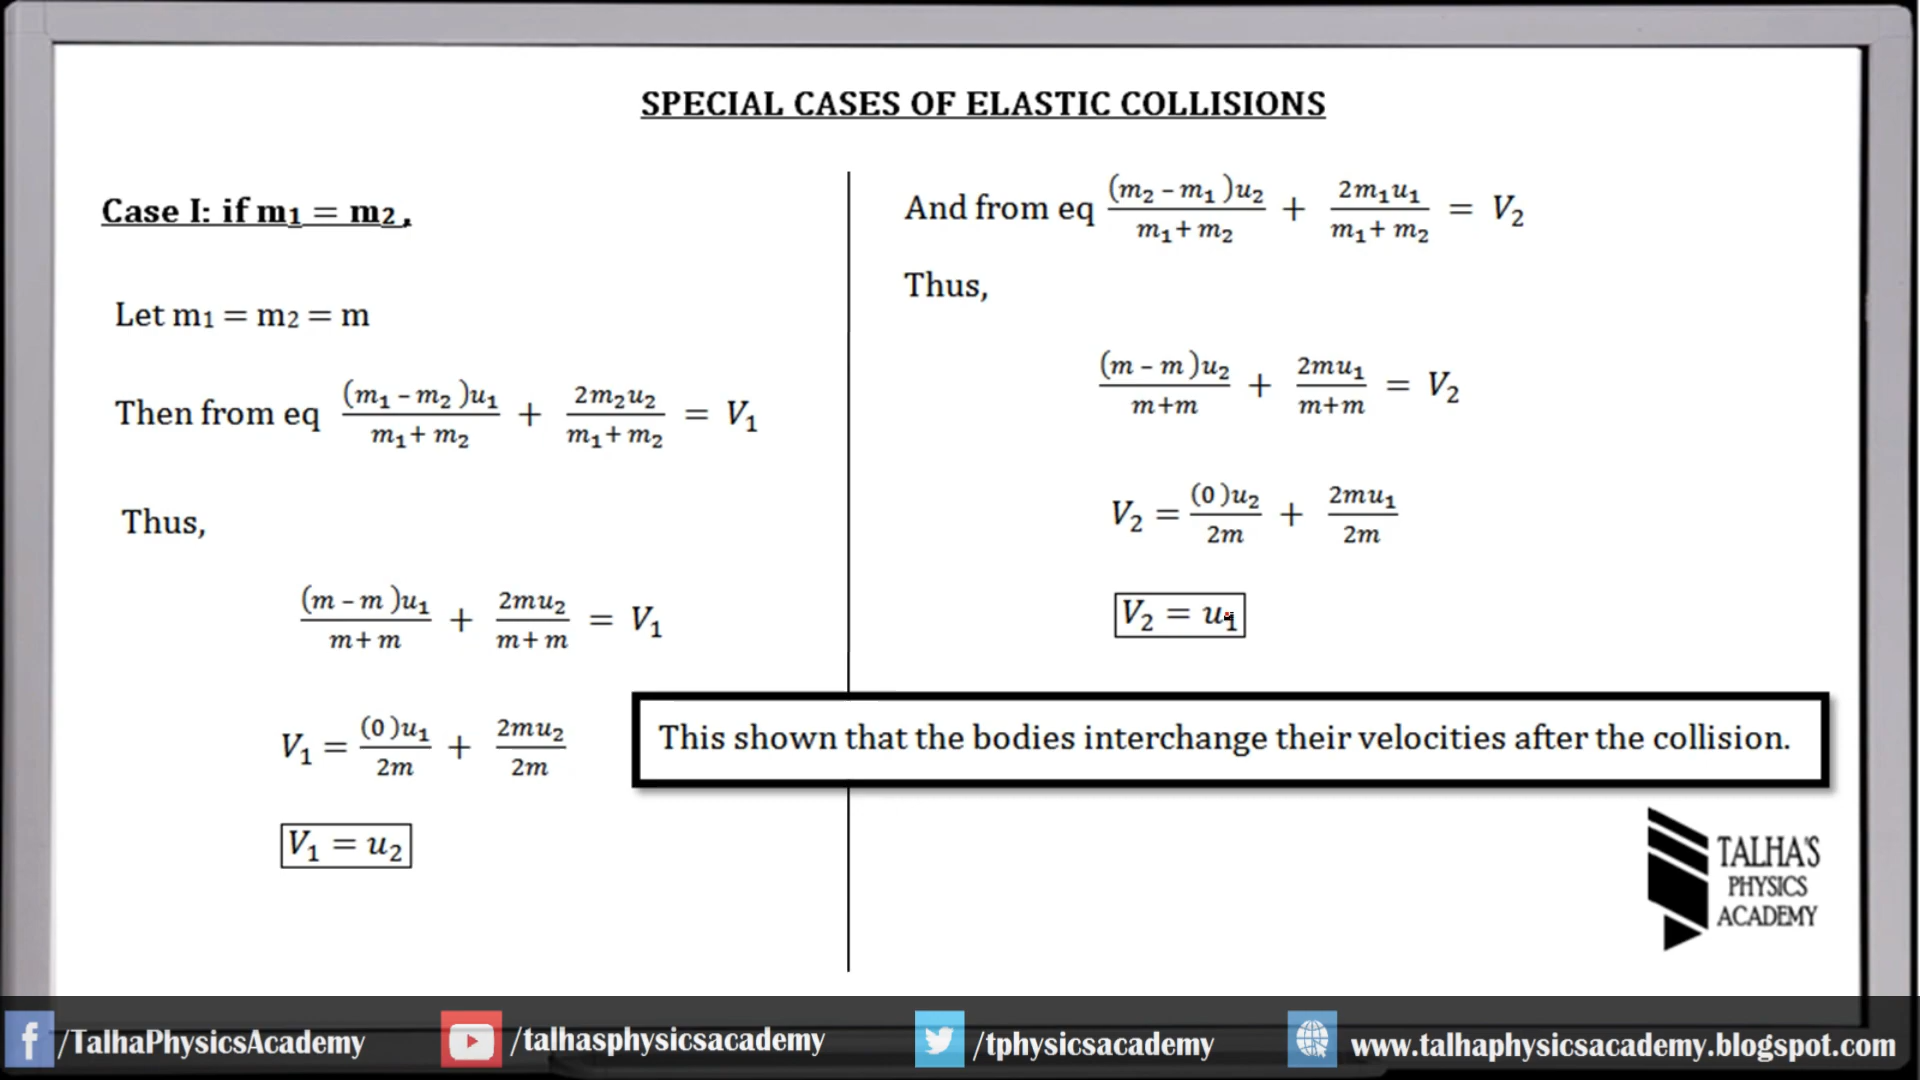 SPECIAL CASES OF ELASTIC COLLISIONS
Case I: if m₁ = m₂ ,
Let m₁ = m₂ = m
Then from eq (m₁ – m₂ )u₁ / m₁+ m₂ + 2m₂u₂ / m₁+ m₂ = V₁
Thus,
(m – m )u₁ / m+ m + 2mu₂ / m+ m = V₁
V₁ = (0 )u₁ / 2m + 2mu₂ / 2m
V₁ = u₂
And from eq (m₂ – m₁ )u₂ / m₁+ m₂ + 2m₁u₁ / m₁+ m₂ = V₂
Thus,
(m – m )u₂ / m+m + 2mu₁ / m+m = V₂
V₂ = (0 )u₂ / 2m + 2mu₁ / 2m
V₂ = u₁
This shown that the bodies interchange their velocities after the collision.
TALHA'S
PHYSICS
ACADEMY
f /TalhaPhysicsAcademy /talhasphysicsacademy /tphysicsacademy www.talhaphysicsacademy.blogspot.com